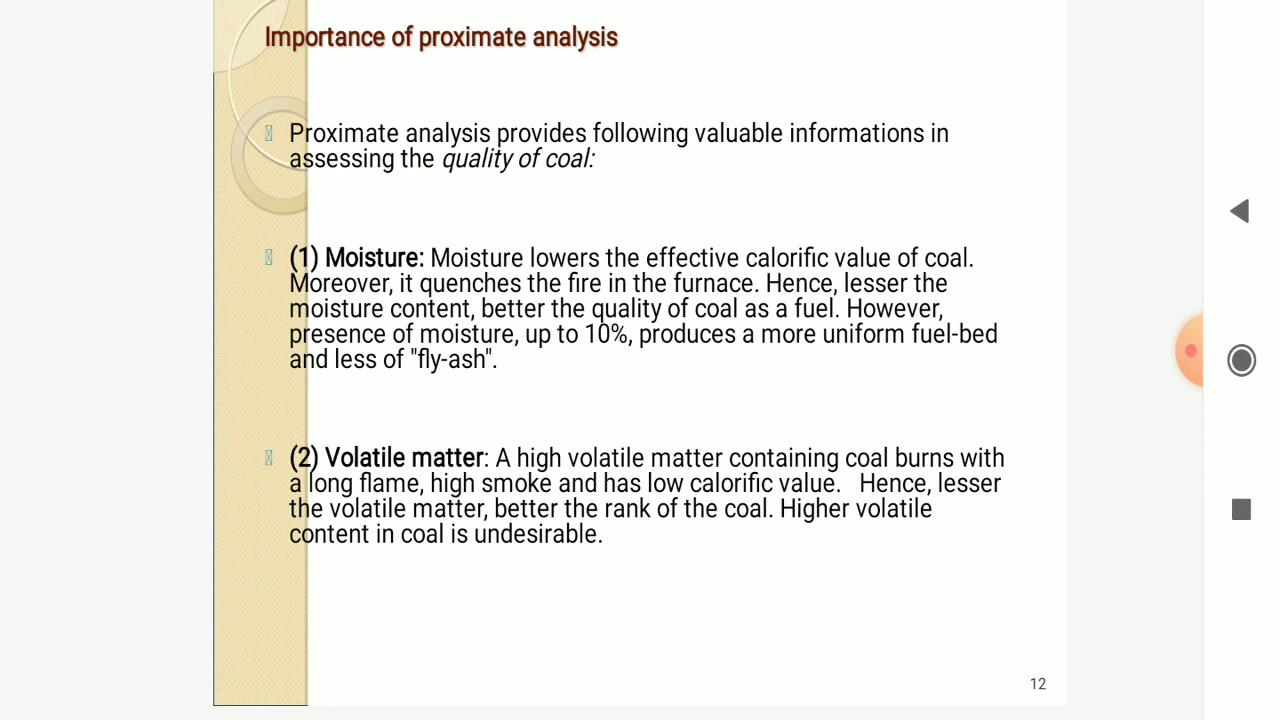 Importance of proximate analysis
Proximate analysis provides following valuable informations in
assessing the quality of coal:
(1) Moisture: Moisture lowers the effective calorific value of coal.
Moreover, it quenches the fire in the furnace. Hence, lesser the
moisture content, better the quality of coal as a fuel. However,
presence of moisture, up to 10%, produces a more uniform fuel-bed
and less of "fly-ash".
(2) Volatile matter: A high volatile matter containing coal burns with
a long flame, high smoke and has low calorific value.   Hence, lesser
the volatile matter, better the rank of the coal. Higher volatile
content in coal is undesirable.
12